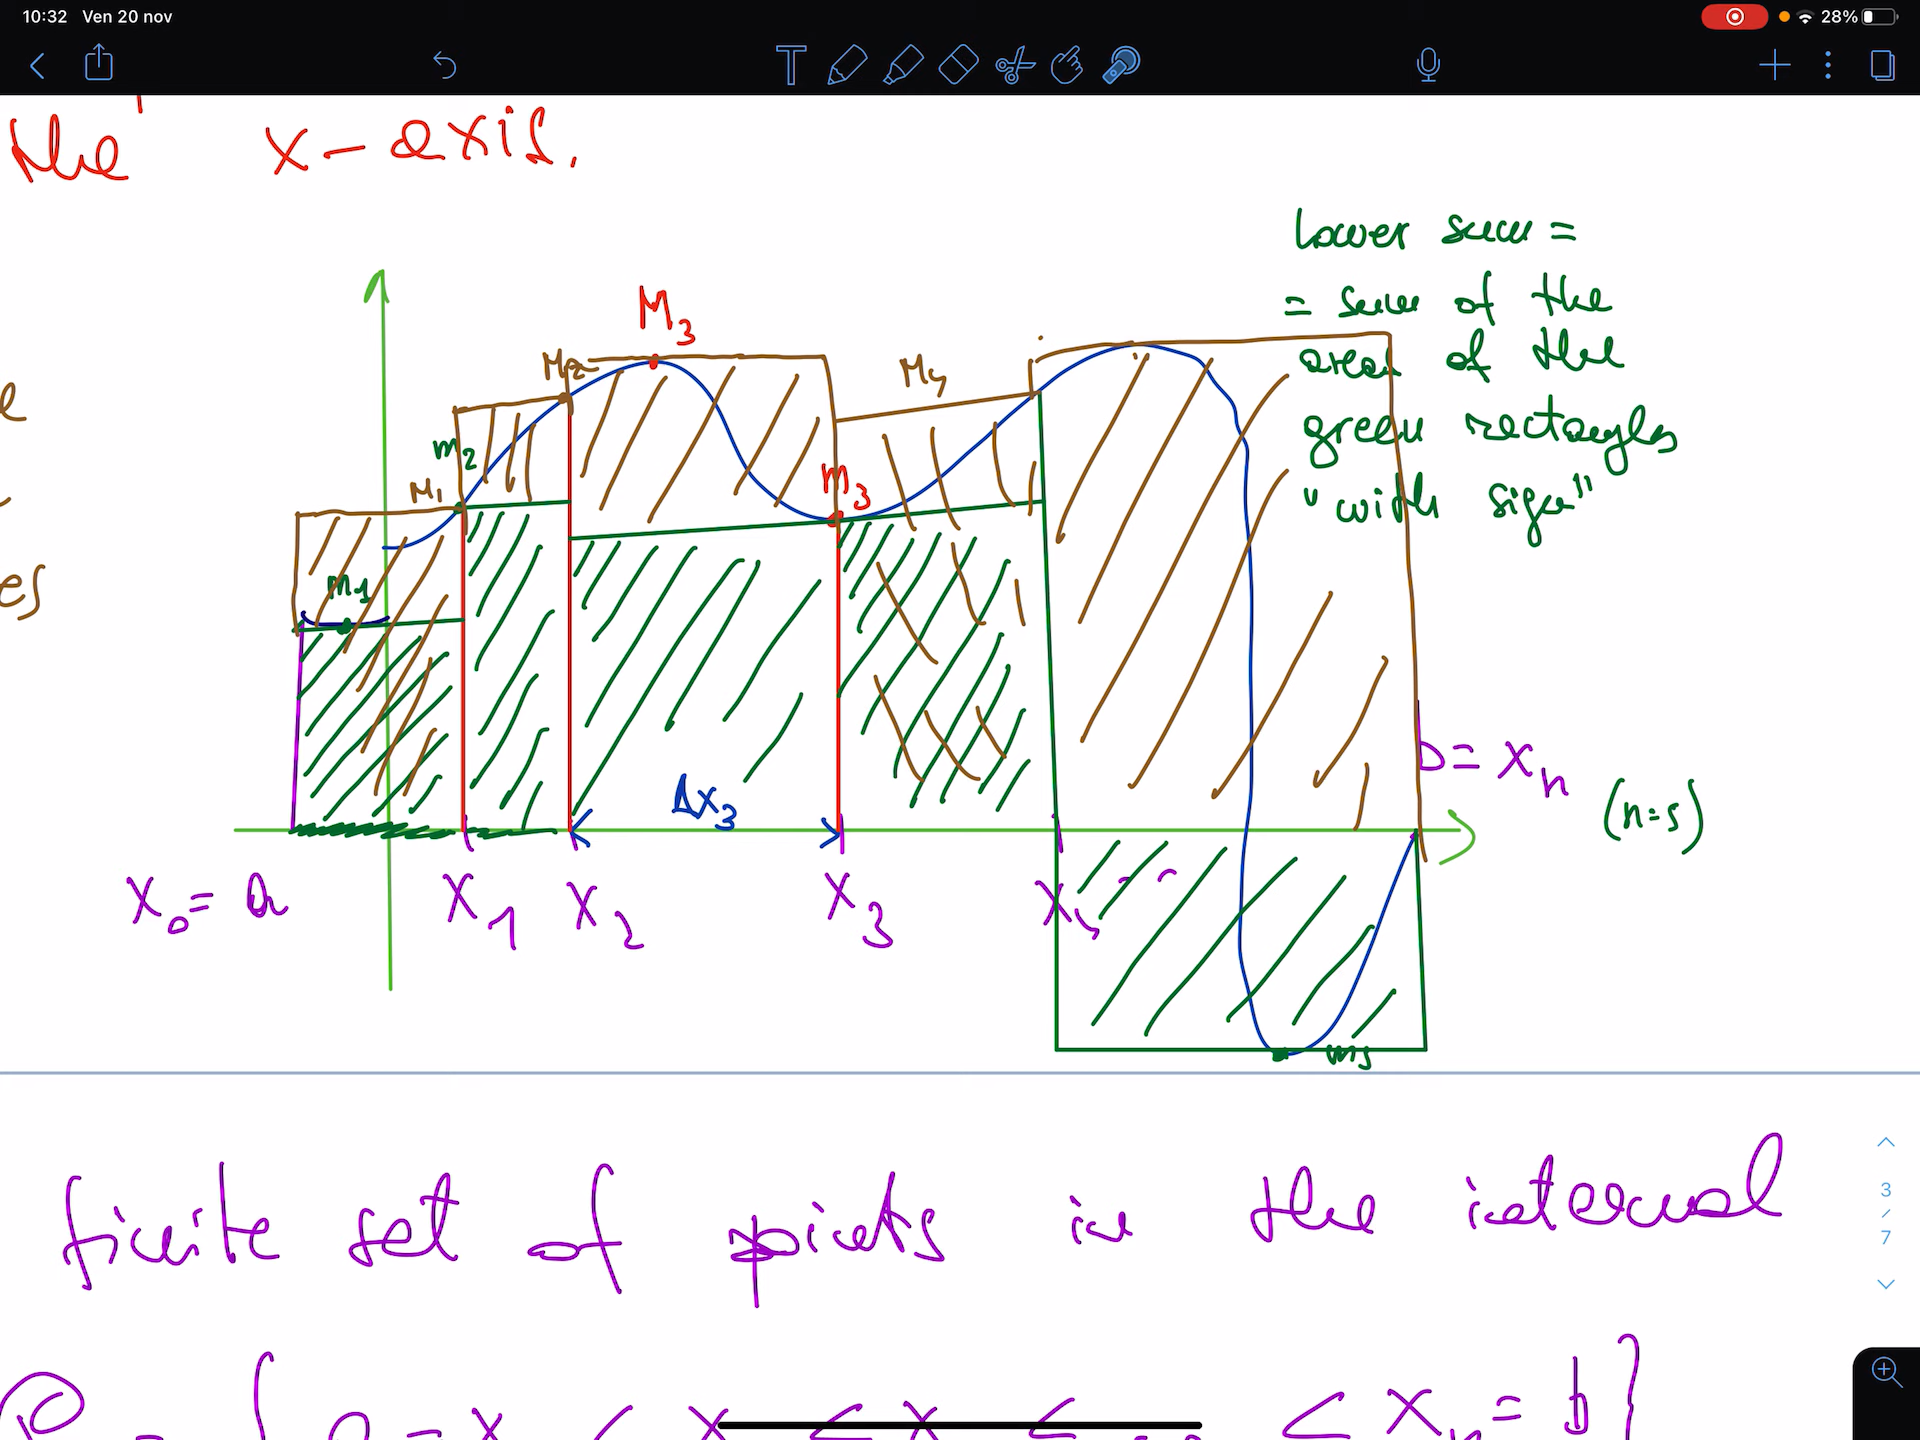 10:32 Ven 20 nov
28%
the x-axis.
Lower sum =
= sum of the
area of the
green rectangles
"with sign"
M₃
M₂
M₄
m₂
M₁
m₃
m₁
Δx₃
b = xₙ
(n=5)
x₀ = a
x₁
x₂
x₃
x₄
m₅
finite set of points in the interval
3
7
< xₙ = b}